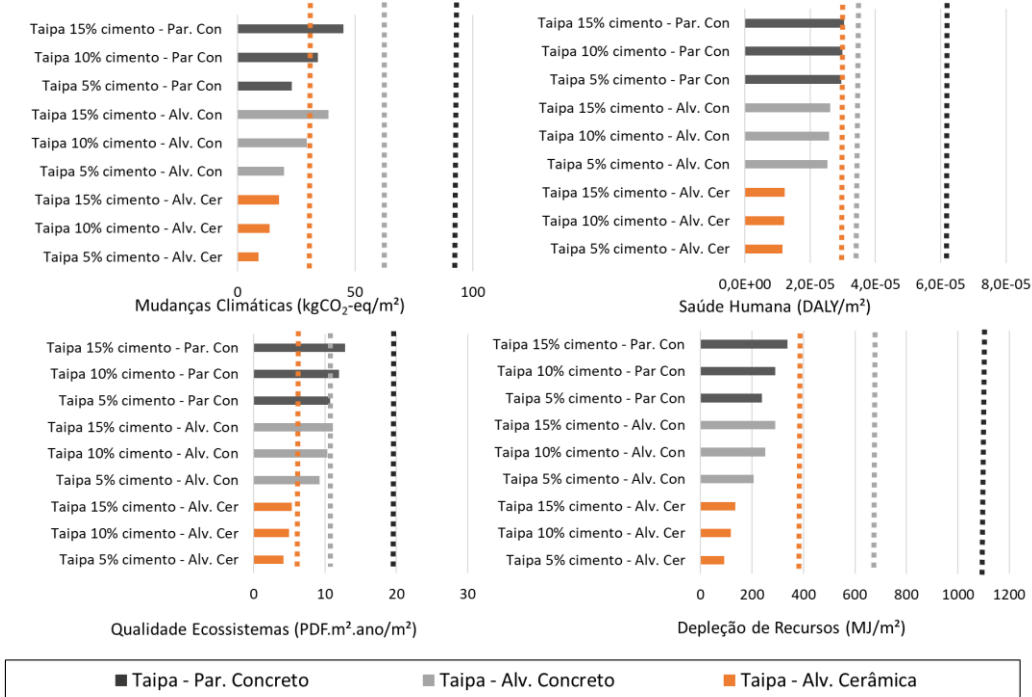 Taipa 15% cimento - Par. Con
Taipa 10% cimento - Par Con
Taipa 5% cimento - Par Con
Taipa 15% cimento - Alv. Con
Taipa 10% cimento - Alv. Con
Taipa 5% cimento - Alv. Con
Taipa 15% cimento - Alv. Cer
Taipa 10% cimento - Alv. Cer
Taipa 5% cimento - Alv. Cer
0 50 100
Mudanças Climáticas (kgCO₂-eq/m²)
Taipa 15% cimento - Par. Con
Taipa 10% cimento - Par Con
Taipa 5% cimento - Par Con
Taipa 15% cimento - Alv. Con
Taipa 10% cimento - Alv. Con
Taipa 5% cimento - Alv. Con
Taipa 15% cimento - Alv. Cer
Taipa 10% cimento - Alv. Cer
Taipa 5% cimento - Alv. Cer
0,0E+00 2,0E-05 4,0E-05 6,0E-05 8,0E-05
Saúde Humana (DALY/m²)
Taipa 15% cimento - Par. Con
Taipa 10% cimento - Par Con
Taipa 5% cimento - Par Con
Taipa 15% cimento - Alv. Con
Taipa 10% cimento - Alv. Con
Taipa 5% cimento - Alv. Con
Taipa 15% cimento - Alv. Cer
Taipa 10% cimento - Alv. Cer
Taipa 5% cimento - Alv. Cer
0 10 20 30
Qualidade Ecossistemas (PDF.m².ano/m²)
Taipa 15% cimento - Par. Con
Taipa 10% cimento - Par Con
Taipa 5% cimento - Par Con
Taipa 15% cimento - Alv. Con
Taipa 10% cimento - Alv. Con
Taipa 5% cimento - Alv. Con
Taipa 15% cimento - Alv. Cer
Taipa 10% cimento - Alv. Cer
Taipa 5% cimento - Alv. Cer
0 200 400 600 800 1000 1200
Depleção de Recursos (MJ/m²)
Taipa - Par. Concreto Taipa - Alv. Concreto Taipa - Alv. Cerâmica